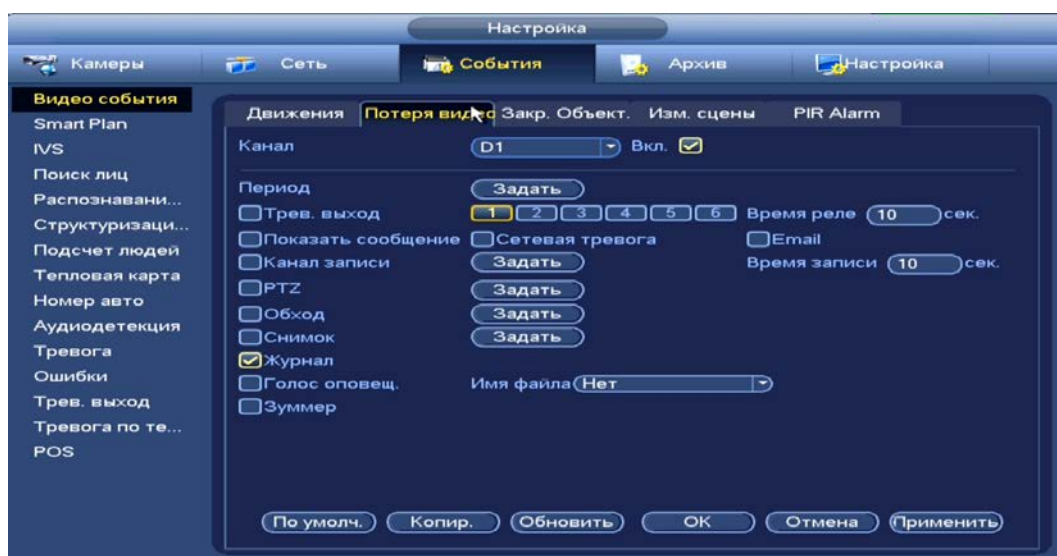 Настройка
Камеры Сеть События Архив Настройка
Видео события
Smart Plan
IVS
Поиск лиц
Распознавани...
Структуризаци...
Подсчет людей
Тепловая карта
Номер авто
Аудиодетекция
Тревога
Ошибки
Трев. выход
Тревога по те...
POS
Движения Потеря видео Закр. Объект. Изм. сцены PIR Alarm
Канал D1 Вкл.
Период Задать
Трев. выход 1 2 3 4 5 6 Время реле 10 сек.
Показать сообщение Сетевая тревога Email
Канал записи Задать Время записи 10 сек.
PTZ Задать
Обход Задать
Снимок Задать
Журнал
Голос оповещ. Имя файла Нет
Зуммер
По умолч. Копир. Обновить OK Отмена Применить